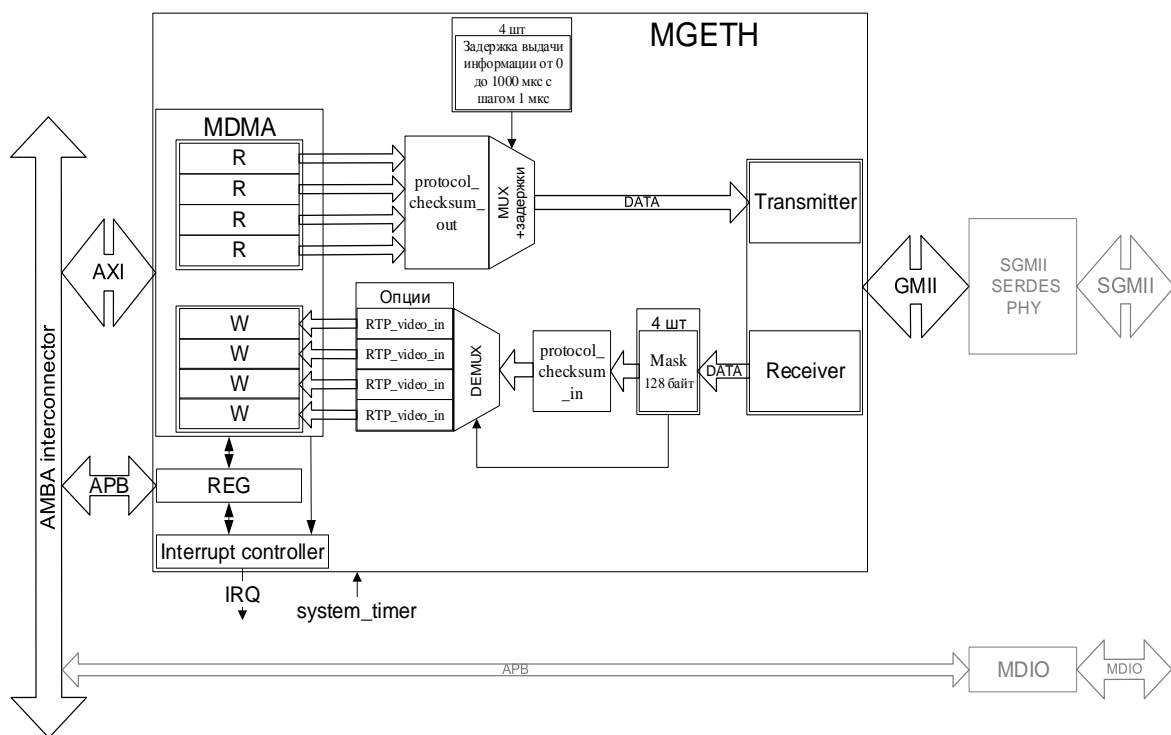 MGETH
4 шт
Задержка выдачи
информации от 0
до 1000 мкс с
шагом 1 мкс
MDMA
R
R
R
R
protocol_
checksum_
out
MUX
+задержки
DATA
Transmitter
AXI
GMII
SGMII
SERDES
PHY
SGMII
Опции
W
W
W
W
RTP_video_in
RTP_video_in
RTP_video_in
RTP_video_in
DEMUX
protocol_
checksum
_in
4 шт
Mask
128 байт
DATA
Receiver
AMBA interconnector
APB
REG
Interrupt controller
IRQ
system_timer
APB
MDIO
MDIO